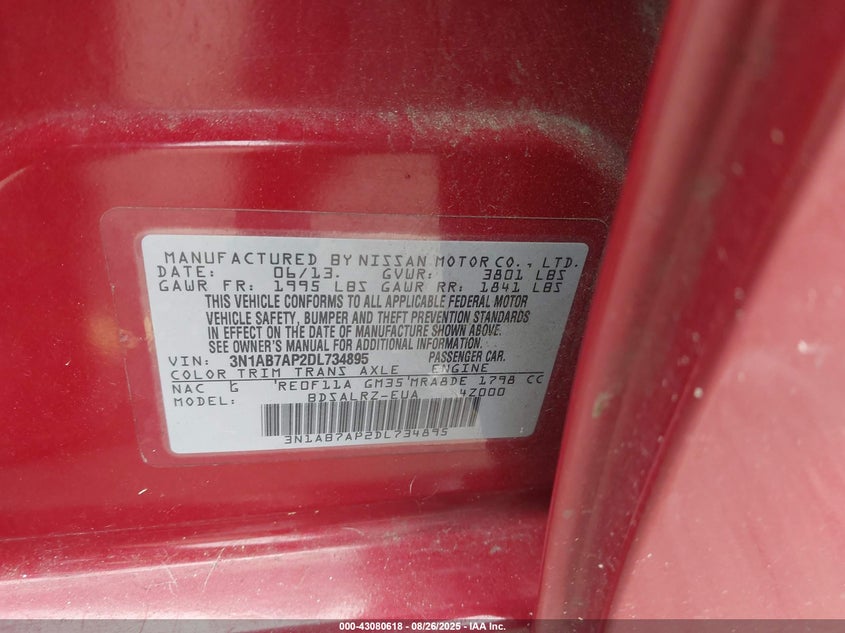 MANUFACTURED BY NISSAN MOTOR CO., LTD.
DATE: 06/13. GVWR: 3801 LBS
GAWR FR: 1995 LBS GAWR RR: 1841 LBS
THIS VEHICLE CONFORMS TO ALL APPLICABLE FEDERAL MOTOR
VEHICLE SAFETY, BUMPER AND THEFT PREVENTION STANDARDS
IN EFFECT ON THE DATE OF MANUFACTURE SHOWN ABOVE.
SEE OWNER'S MANUAL FOR ADDITIONAL INFORMATION.
VIN: 3N1AB7AP2DL734895 PASSENGER CAR.
COLOR TRIM TRANS AXLE ENGINE
NAC G RE0F11A GM35 MRA8DE 1798 CC
MODEL: BDSALRZ-EUA 4Z000
3N1AB7AP2DL734895
000-43080618 - 08/26/2025 - IAA Inc.